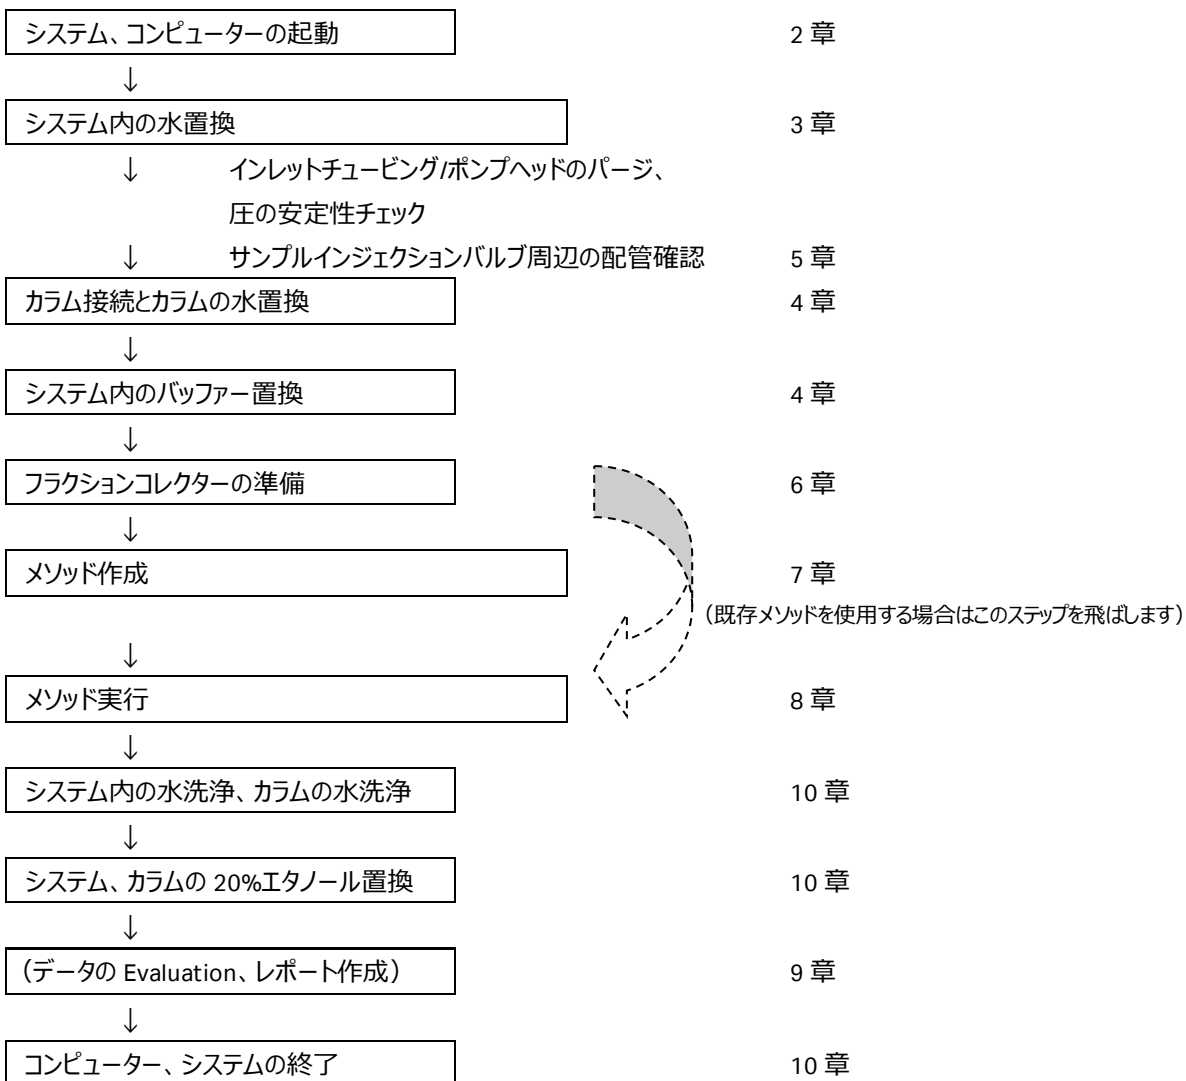 システム、コンピューターの起動 2 章
↓
システム内の水置換 3 章
↓ インレットチュービング/ポンプヘッドのパージ、
圧の安定性チェック
↓ サンプルインジェクションバルブ周辺の配管確認 5 章
カラム接続とカラムの水置換 4 章
↓
システム内のバッファー置換 4 章
↓
フラクションコレクターの準備 6 章
↓
メソッド作成 7 章
（既存メソッドを使用する場合はこのステップを飛ばします）
↓
メソッド実行 8 章
↓
システム内の水洗浄、カラムの水洗浄 10 章
↓
システム、カラムの 20%エタノール置換 10 章
↓
（データの Evaluation、レポート作成） 9 章
↓
コンピューター、システムの終了 10 章